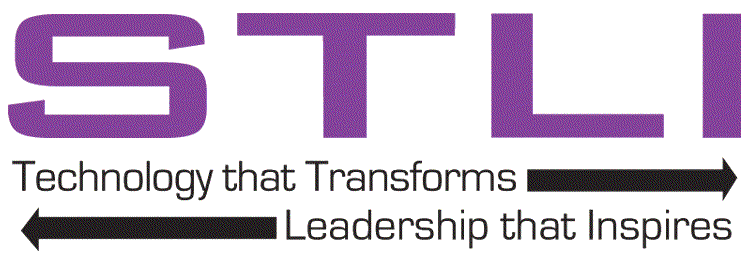 STLI
Technology that Transforms
Leadership that Inspires